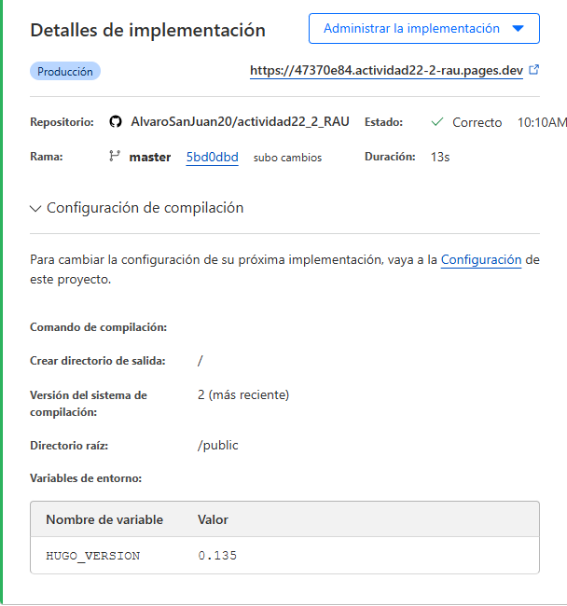 Detalles de implementación
Administrar la implementación
Producción
https://47370e84.actividad22-2-rau.pages.dev
Repositorio: AlvaroSanJuan20/actividad22_2_RAU Estado: Correcto 10:10AM
Rama: master 5bd0dbd subo cambios Duración: 13s
Configuración de compilación
Para cambiar la configuración de su próxima implementación, vaya a la Configuración de
este proyecto.
Comando de compilación:
Crear directorio de salida: /
Versión del sistema de
compilación:
2 (más reciente)
Directorio raíz: /public
Variables de entorno:
Nombre de variable Valor
HUGO_VERSION 0.135